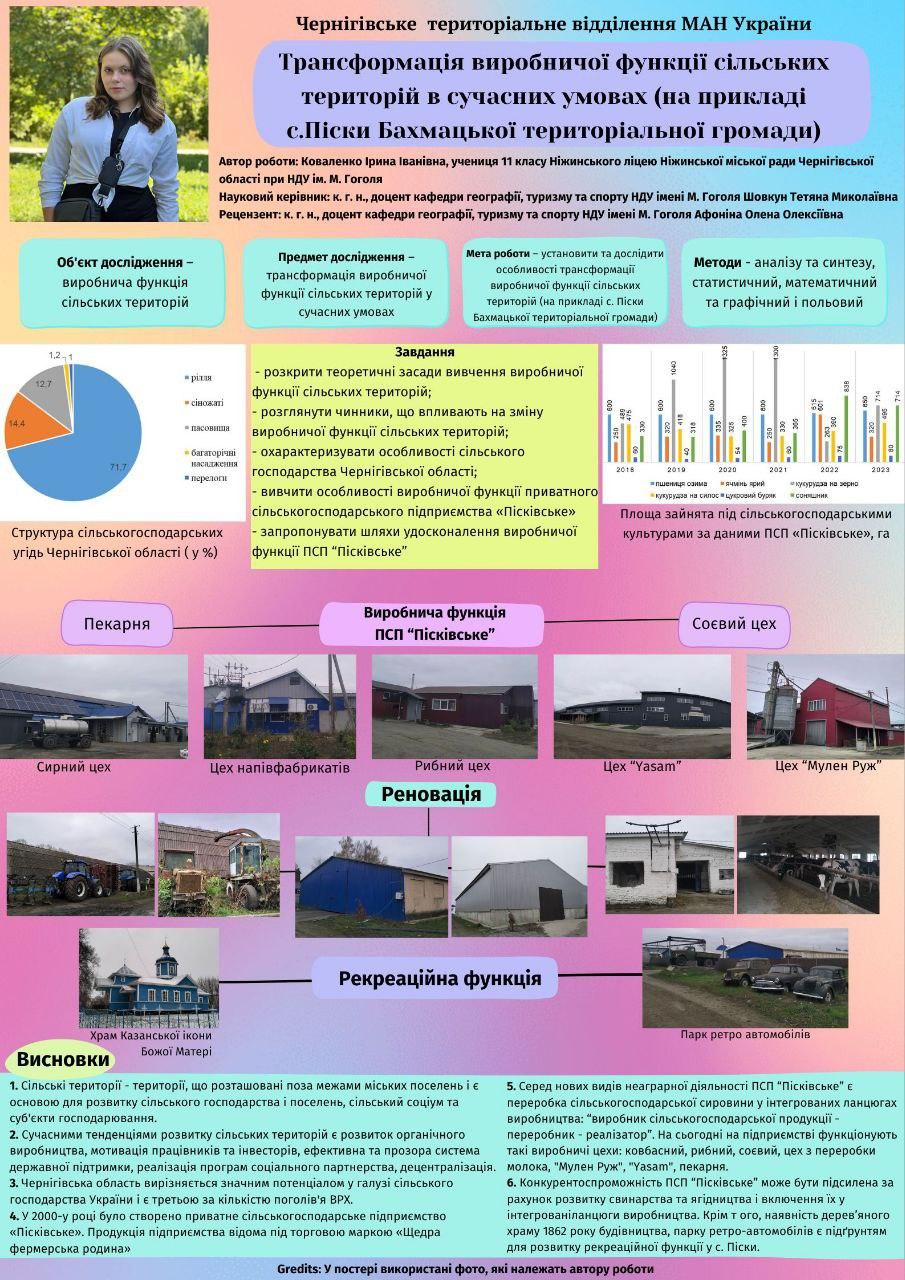 Чернігівське територіальне відділення МАН України
Трансформація виробничої функції сільських
територій в сучасних умовах (на прикладі
с.Піски Бахмацької територіальної громади)
Автор роботи: Коваленко Ірина Іванівна, учениця 11 класу Ніжинського ліцею Ніжинської міської ради Чернігівської
області при НДУ ім. М. Гоголя
Науковий керівник: к. г. н., доцент кафедри географії, туризму та спорту НДУ імені М. Гоголя Шовкун Тетяна Миколаївна
Рецензент: к. г. н., доцент кафедри географії, туризму та спорту НДУ імені М. Гоголя Афоніна Олена Олексіївна
Об'єкт дослідження –
виробнича функція
сільських територій
Предмет дослідження –
трансформація виробничої
функції сільських територій у
сучасних умовах
Мета роботи – установити та дослідити
особливості трансформації
виробничої функції сільських
територій (на прикладі с. Піски
Бахмацької територіальної громади)
Методи - аналізу та синтезу,
статистичний, математичний
та графічний і польовий
1,2
1
12.7
14.4
71.7
рілля
сіножаті
пасовища
багаторічні
насадження
перелоги
Структура сільськогосподарських
угідь Чернігівської області ( у %)
Завдання
- розкрити теоретичні засади вивчення виробничої
функції сільських територій;
- розглянути чинники, що впливають на зміну
виробничої функції сільських територій;
- охарактеризувати особливості сільського
господарства Чернігівської області;
- вивчити особливості виробничої функції приватного
сільськогосподарського підприємства «Пісківське»
- запропонувати шляхи удосконалення виробничої
функції ПСП “Пісківське”
600 250 489 475 60 330
600 320 1040 418 40 318
600 335 1325 325 54 400
600 250 1300 330 60 365
615 601 263 360 75 838
650 320 714 495 80 714
2018 2019 2020 2021 2022 2023
пшениця озима ячмінь ярий кукурудза на зерно
кукурудза на силос цукровий буряк соняшник
Площа зайнята під сільськогосподарськими
культурами за даними ПСП «Пісківське», га
Пекарня
Виробнича функція
ПСП “Пісківське”
Соєвий цех
Сирний цех
Цех напівфабрикатів
Рибний цех
Цех “Yasam”
Цех “Мулен Руж”
Реновація
Рекреаційна функція
Храм Казанської ікони
Божої Матері
Парк ретро автомобілів
Висновки
1. Сільські території - території, що розташовані поза межами міських поселень і є
основою для розвитку сільського господарства і поселень, сільський соціум та
суб'єкти господарювання.
2. Сучасними тенденціями розвитку сільських територій є розвиток органічного
виробництва, мотивація працівників та інвесторів, ефективна та прозора система
державної підтримки, реалізація програм соціального партнерства, децентралізація.
3. Чернігівська область вирізняється значним потенціалом у галузі сільського
господарства України і є третьою за кількістю поголів'я ВРХ.
4. У 2000-у році було створено приватне сільськогосподарське підприємство
«Пісківське». Продукція підприємства відома під торговою маркою «Щедра
фермерська родина»
5. Серед нових видів неаграрної діяльності ПСП “Пісківське” є
переробка сільськогосподарської сировини у інтегрованих ланцюгах
виробництва: “виробник сільськогосподарської продукції -
переробник - реалізатор”. На сьогодні на підприємстві функціонують
такі виробничі цехи: ковбасний, рибний, соєвий, цех з переробки
молока, "Мулен Руж", "Yasam", пекарня.
6. Конкурентоспроможність ПСП “Пісківське” може бути підсилена за
рахунок розвитку свинарства та ягідництва і включення їх у
інтегрованіланцюги виробництва. Крім т ого, наявність дерев’яного
храму 1862 року будівництва, парку ретро-автомобілів є підґрунтям
для розвитку рекреаційної функції у с. Піски.
Gredits: У постері використані фото, які належать автору роботи